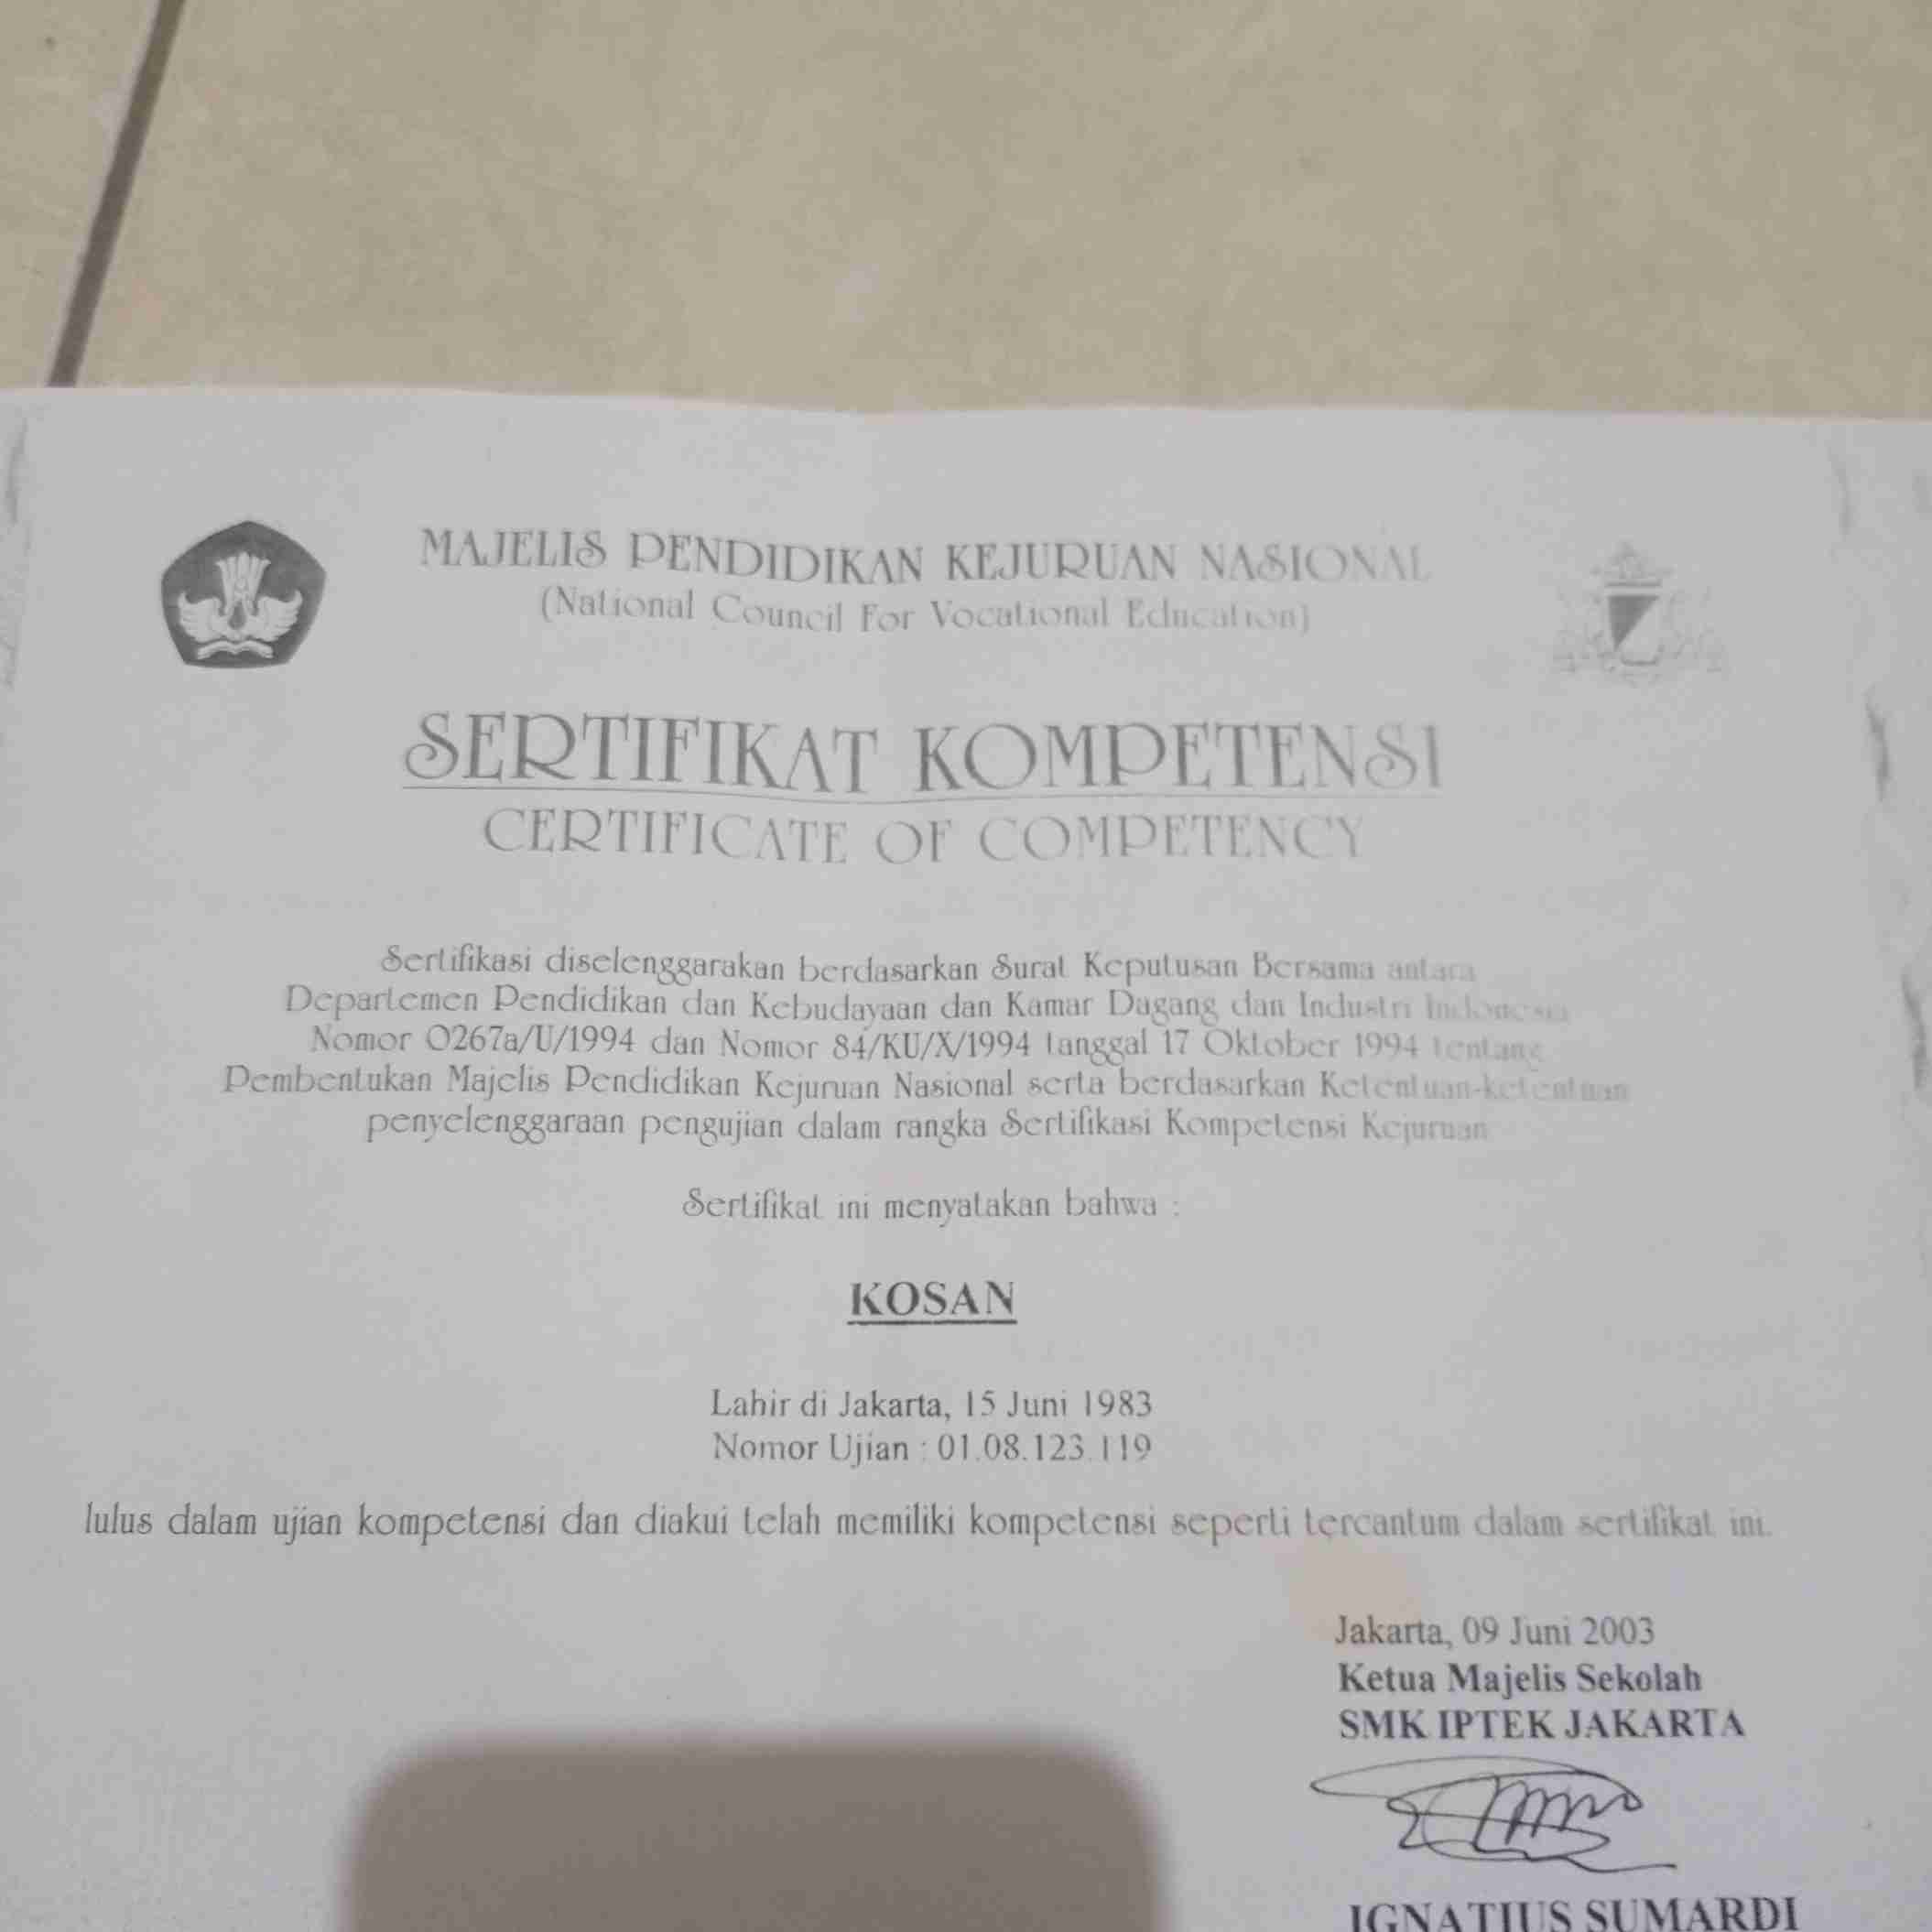 MAJELIS PENDIDIKAN KEJURUAN NASIONAL
(National Council For Vocational Education)
SERTIFIKAT KOMPETENSI
CERTIFICATE OF COMPETENCY
Sertifikasi diselenggarakan berdasarkan Surat Keputusan Bersama antara
Departemen Pendidikan dan Kebudayaan dan Kamar Dagang dan Industri Indonesia
Nomor 0267a/U/1994 dan Nomor 84/KU/X/1994 tanggal 17 Oktober 1994 tentang
Pembentukan Majelis Pendidikan Kejuruan Nasional serta berdasarkan Ketentuan-ketentuan
penyelenggaraan pengujian dalam rangka Sertifikasi Kompetensi Kejuruan
Sertifikat ini menyatakan bahwa :
KOSAN
Lahir di Jakarta, 15 Juni 1983
Nomor Ujian : 01.08.123.119
lulus dalam ujian kompetensi dan diakui telah memiliki kompetensi seperti tercantum dalam sertifikat ini.
Jakarta, 09 Juni 2003
Ketua Majelis Sekolah
SMK IPTEK JAKARTA
IGNATIUS SUMARDI